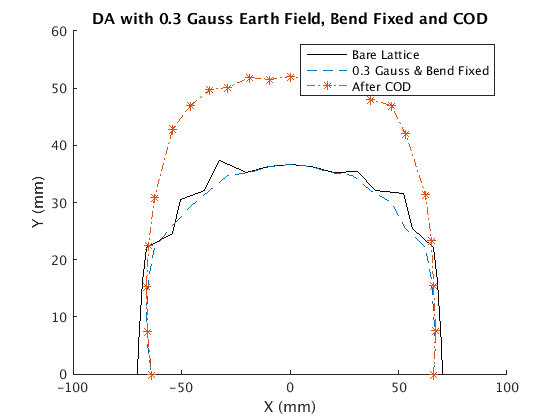 DA with 0.3 Gauss Earth Field, Bend Fixed and COD
Bare Lattice
0.3 Gauss & Bend Fixed
After COD
60
50
40
30
20
10
0
Y (mm)
-100
-50
0
50
100
X (mm)